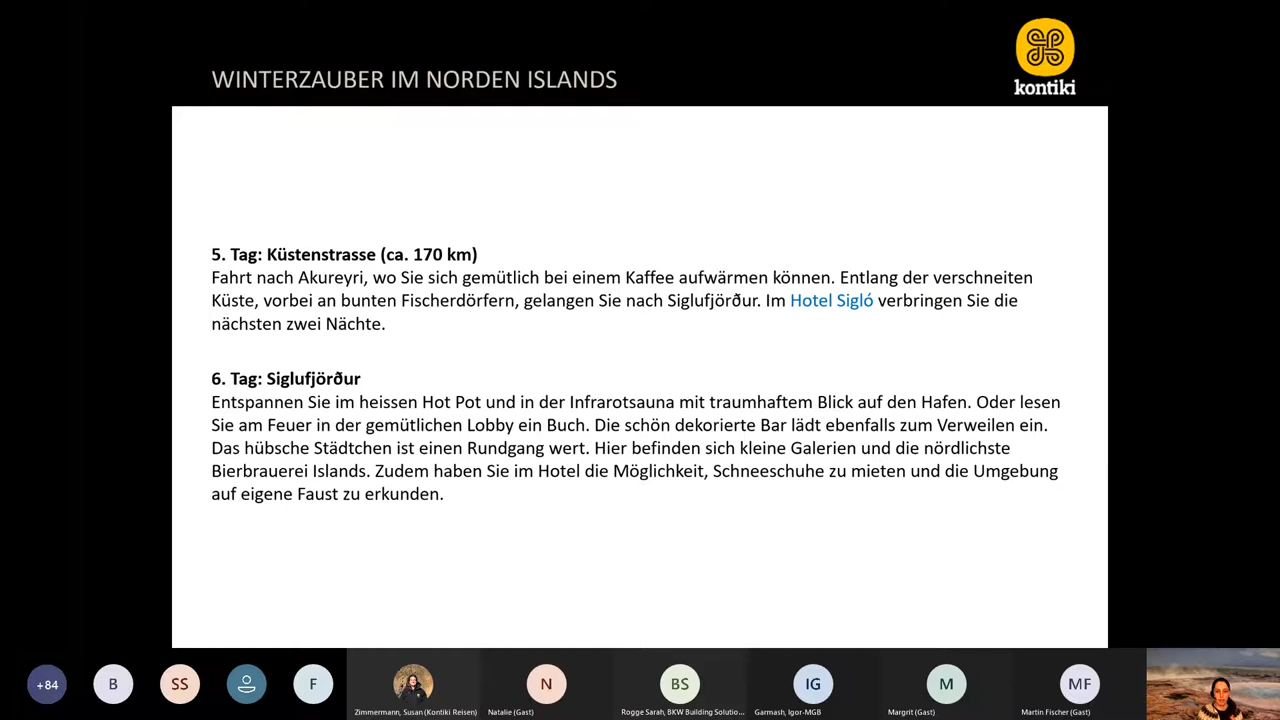 WINTERZAUBER IM NORDEN ISLANDS
kontiki
5. Tag: Küstenstrasse (ca. 170 km)
Fahrt nach Akureyri, wo Sie sich gemütlich bei einem Kaffee aufwärmen können. Entlang der verschneiten
Küste, vorbei an bunten Fischerdörfern, gelangen Sie nach Siglufjörður. Im Hotel Sigló verbringen Sie die
nächsten zwei Nächte.
6. Tag: Siglufjörður
Entspannen Sie im heissen Hot Pot und in der Infrarotsauna mit traumhaftem Blick auf den Hafen. Oder lesen
Sie am Feuer in der gemütlichen Lobby ein Buch. Die schön dekorierte Bar lädt ebenfalls zum Verweilen ein.
Das hübsche Städtchen ist einen Rundgang wert. Hier befinden sich kleine Galerien und die nördlichste
Bierbrauerei Islands. Zudem haben Sie im Hotel die Möglichkeit, Schneeschuhe zu mieten und die Umgebung
auf eigene Faust zu erkunden.
+84 B SS F N BS IG M MF
Zimmermann, Susan (Kontiki Reisen) Natalie (Gast) Rogge Sarah, BKW Building Solutio... Garmash, Igor-MGB Margrit (Gast) Martin Fischer (Gast)